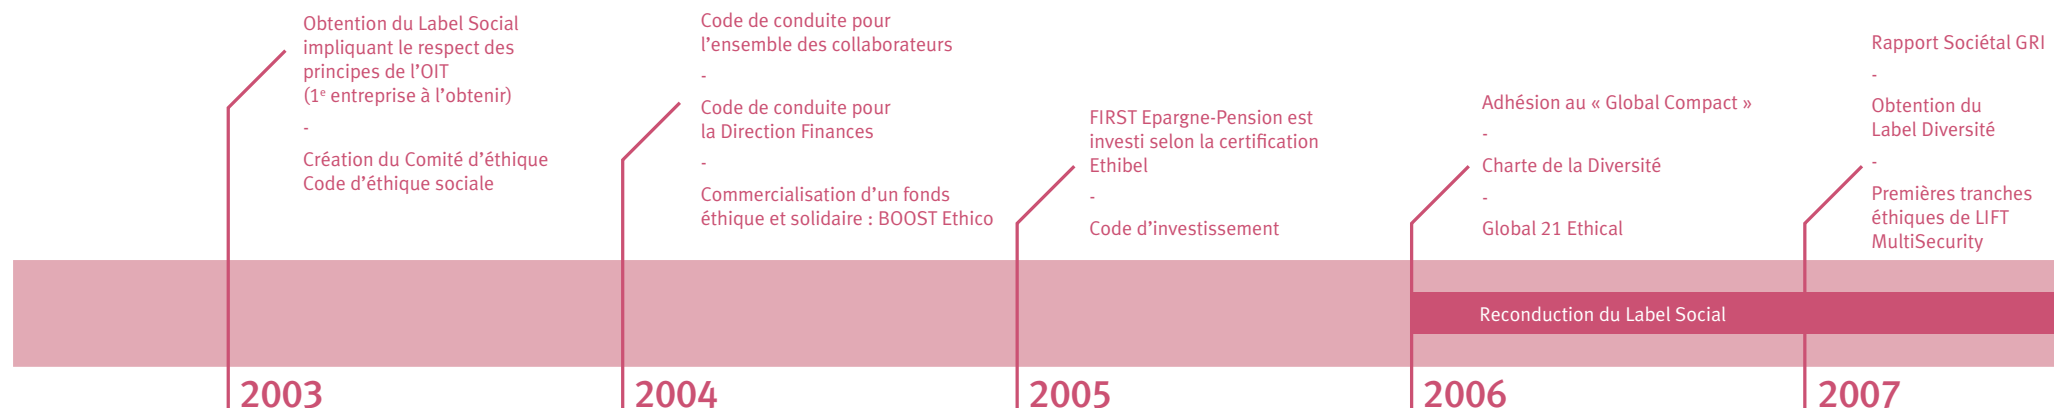 Obtention du Label Social
impliquant le respect des
principes de l'OIT
(1e entreprise à l'obtenir)
-
Création du Comité d'éthique
Code d'éthique sociale
Code de conduite pour
l'ensemble des collaborateurs
-
Code de conduite pour
la Direction Finances
-
Commercialisation d'un fonds
éthique et solidaire : BOOST Ethico
FIRST Epargne-Pension est
investi selon la certification
Ethibel
-
Code d'investissement
Adhésion au « Global Compact »
-
Charte de la Diversité
-
Global 21 Ethical
Rapport Sociétal GRI
-
Obtention du
Label Diversité
-
Premières tranches
éthiques de LIFT
MultiSecurity
Reconduction du Label Social
2003
2004
2005
2006
2007